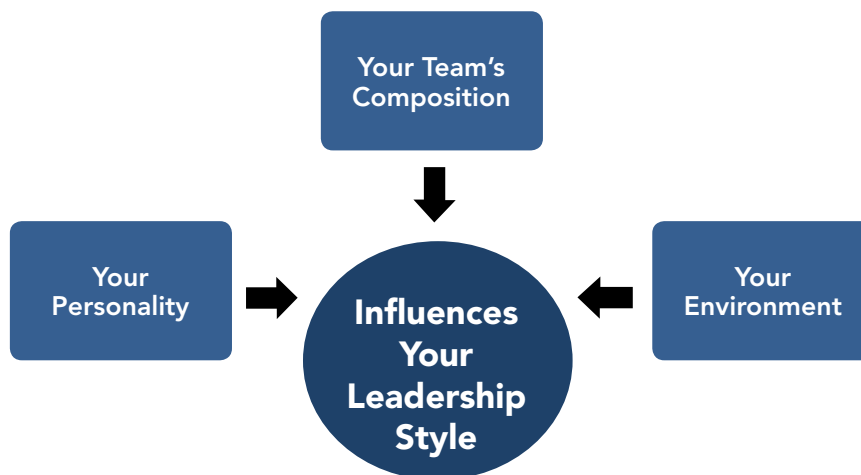 Your Team's
Composition
Your
Personality
Your
Environment
Influences
Your
Leadership
Style